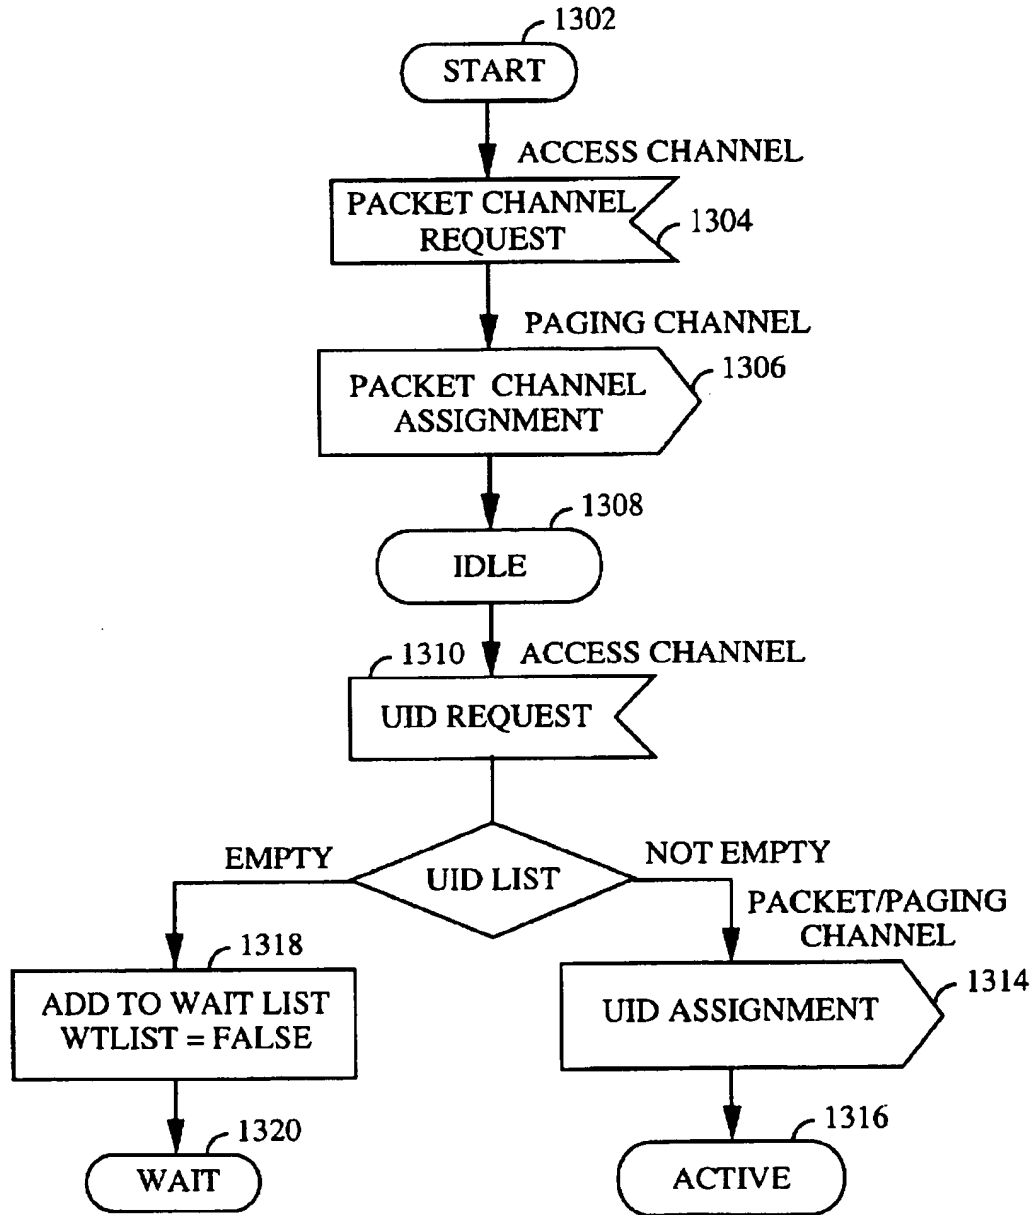 1302
START
ACCESS CHANNEL
PACKET CHANNEL
REQUEST
1304
PAGING CHANNEL
PACKET CHANNEL
ASSIGNMENT
1306
1308
IDLE
1310
ACCESS CHANNEL
UID REQUEST
EMPTY
UID LIST
NOT EMPTY
PACKET/PAGING
CHANNEL
1318
ADD TO WAIT LIST
WTLIST = FALSE
UID ASSIGNMENT
1314
1320
WAIT
1316
ACTIVE